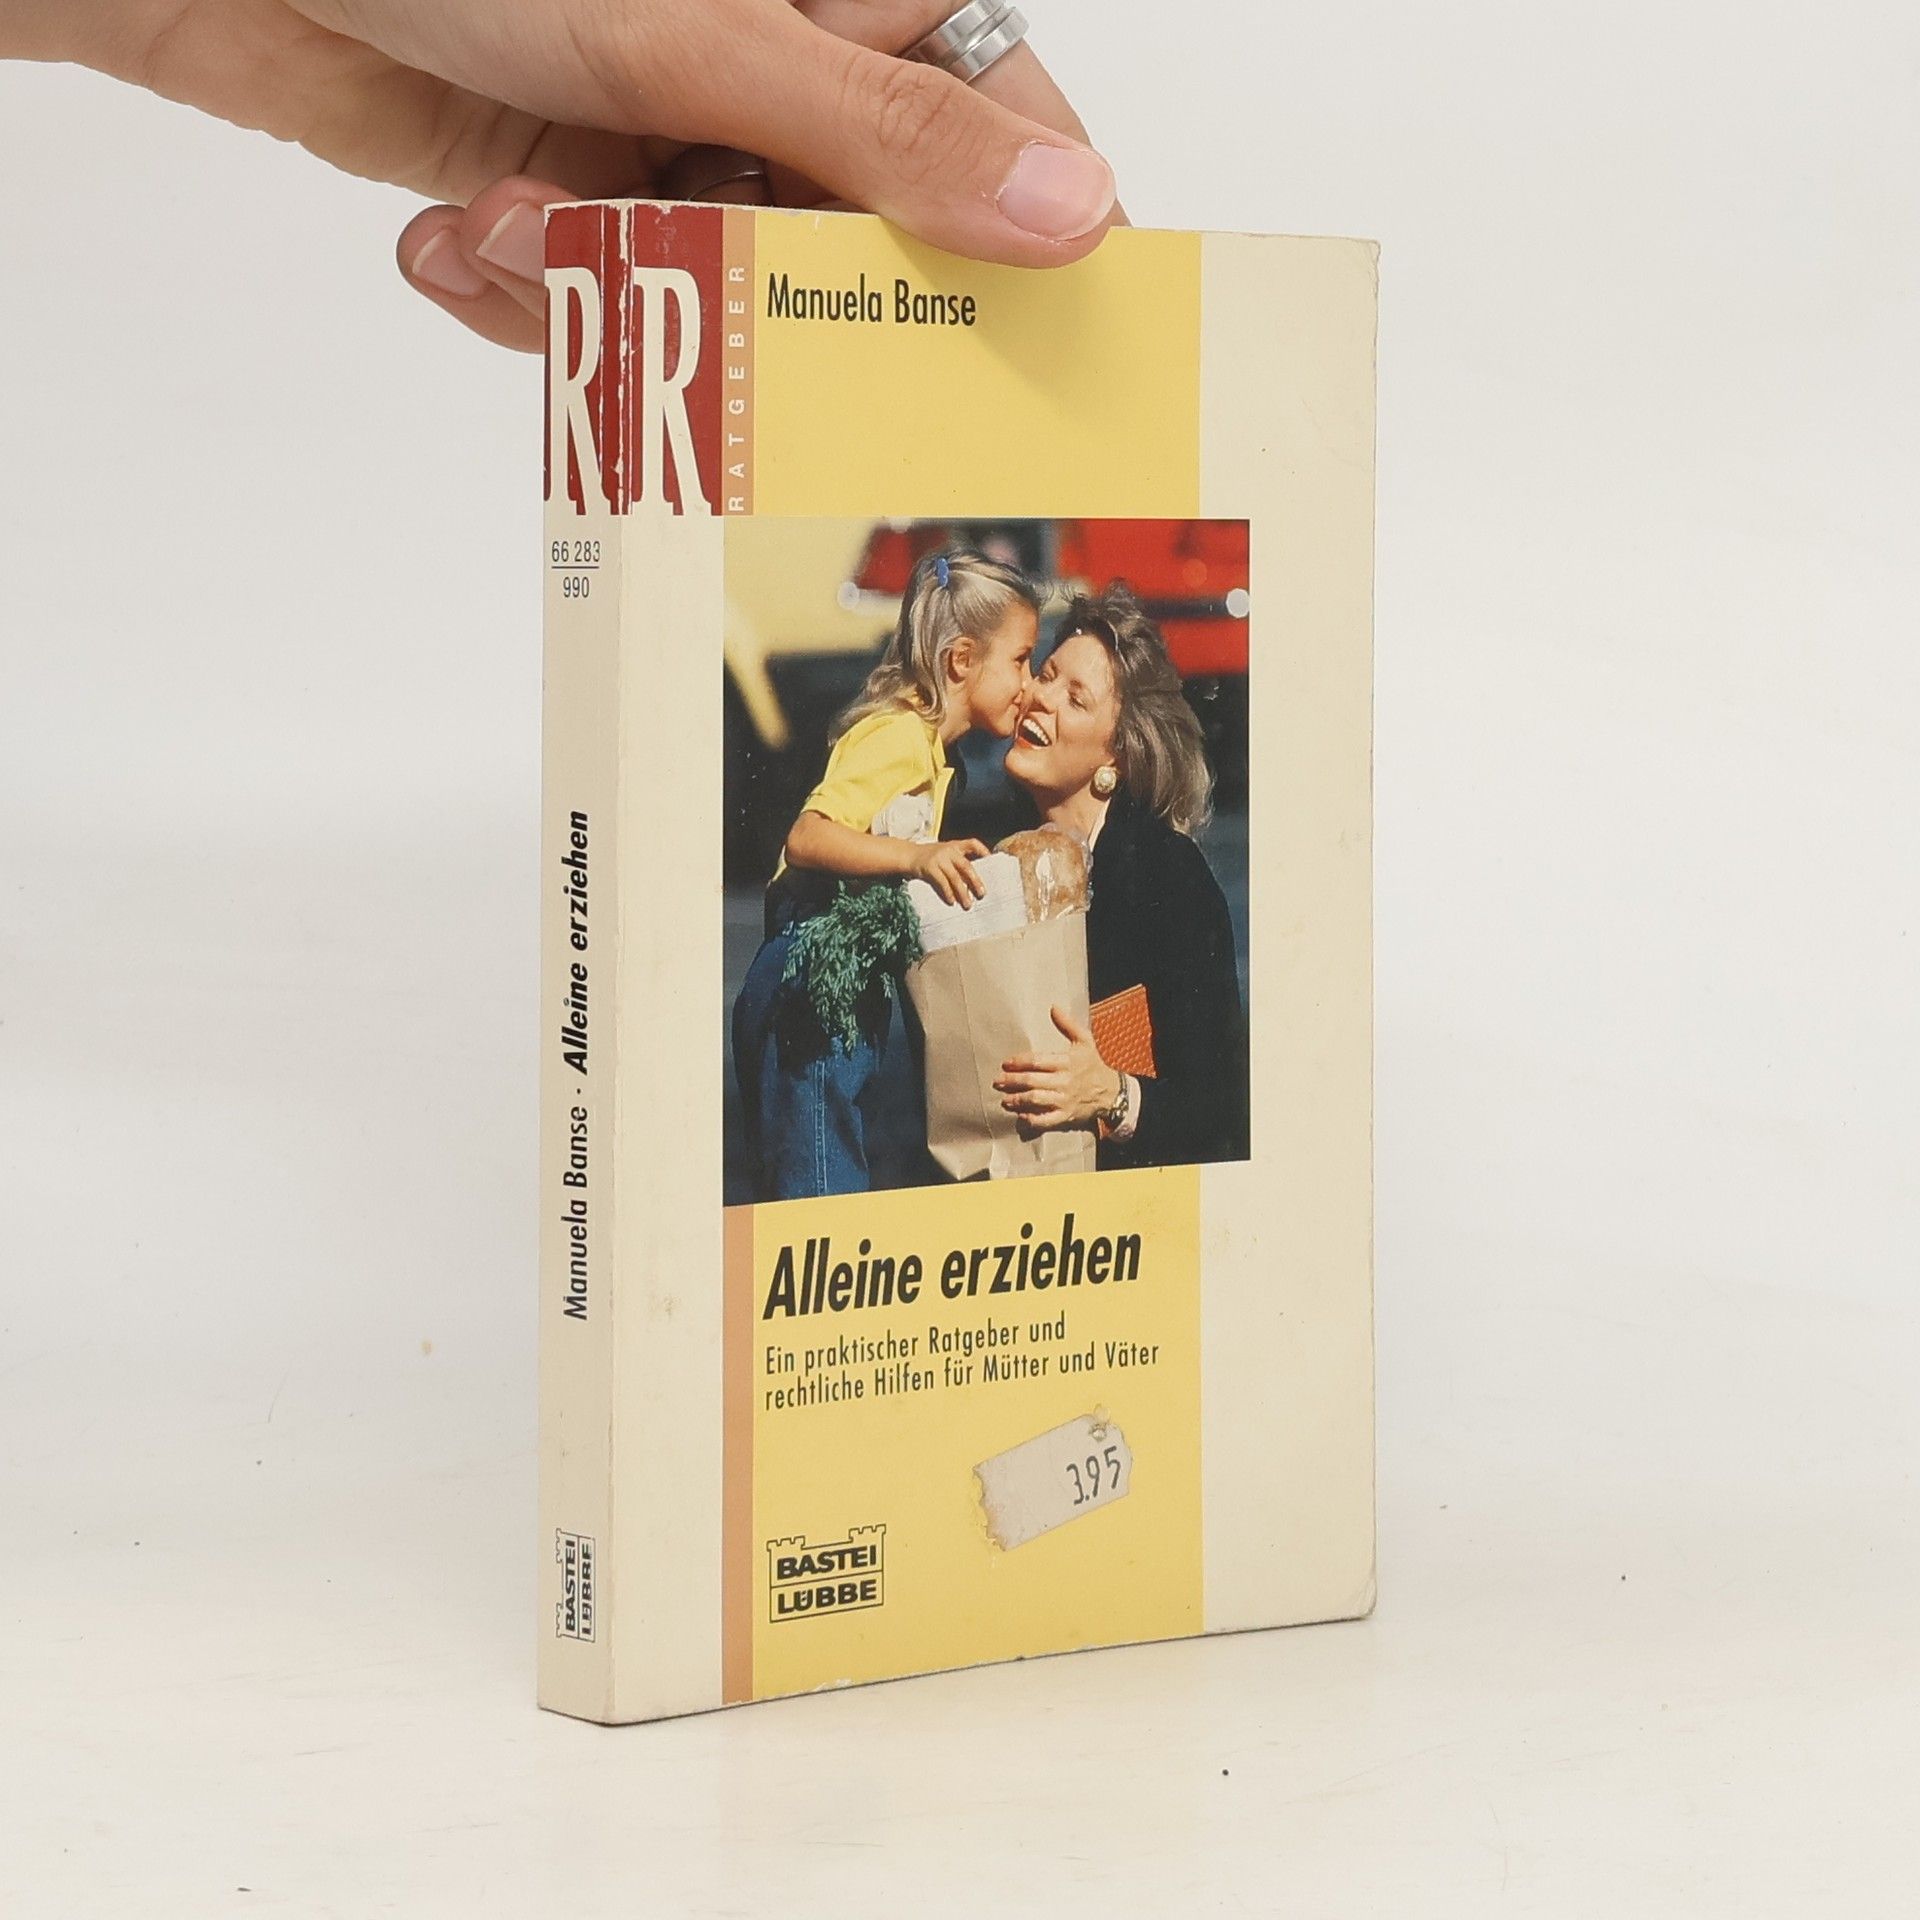 R
R
RATGEBER
Manuela Banse
66 283
990
Manuela Banse · Alleine erziehen
Alleine erziehen
Ein praktischer Ratgeber und
rechtliche Hilfen für Mütter und Väter
3.95
BASTEI
LÜBBE
BASTEI
LÜBBE